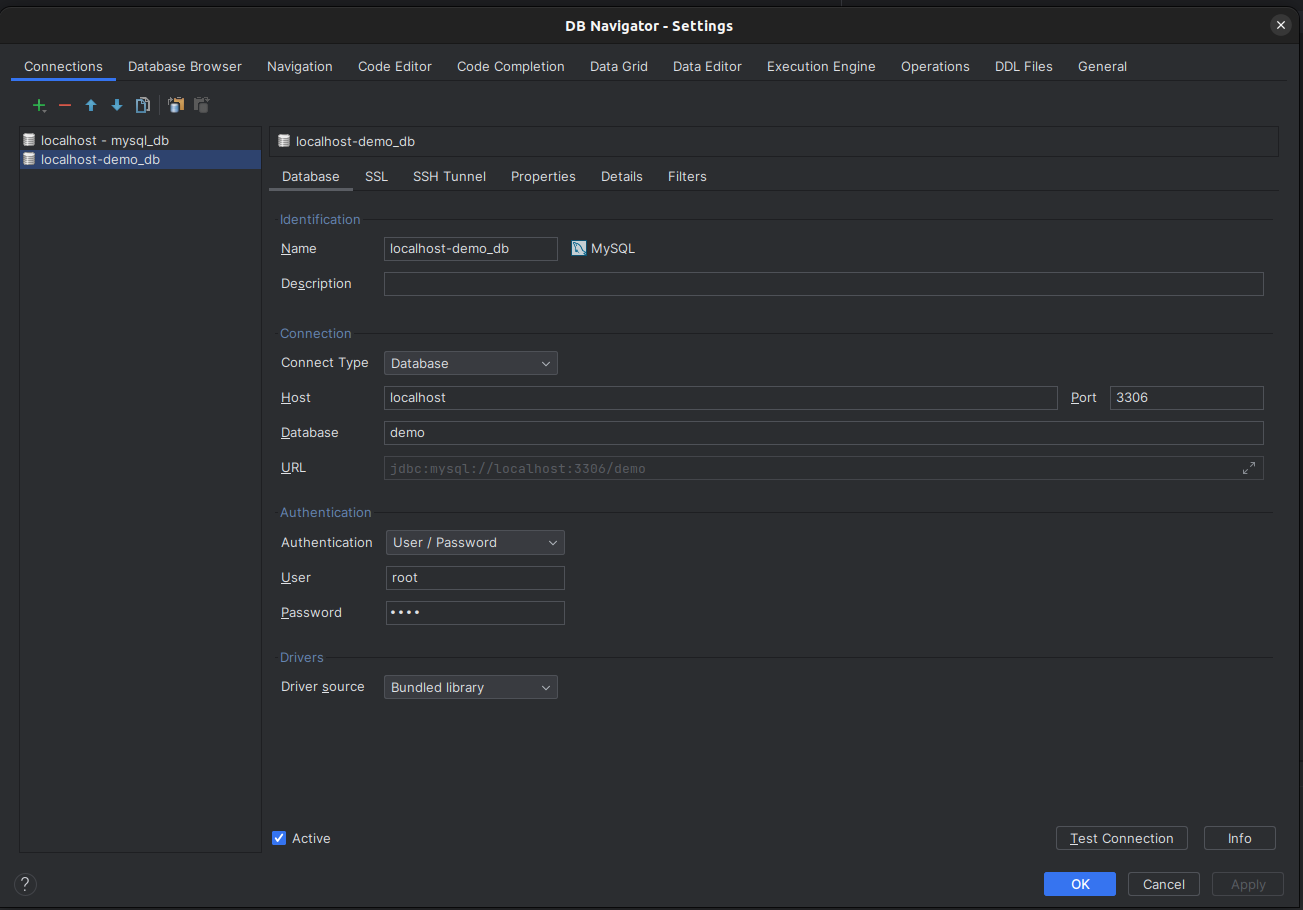 DB Navigator - Settings
Connections Database Browser Navigation Code Editor Code Completion Data Grid Data Editor Execution Engine Operations DDL Files General
localhost - mysql_db
localhost-demo_db
localhost-demo_db
Database SSL SSH Tunnel Properties Details Filters
Identification
Name localhost-demo_db MySQL
Description
Connection
Connect Type Database
Host localhost Port 3306
Database demo
URL jdbc:mysql://localhost:3306/demo
Authentication
Authentication User / Password
User root
Password ••••
Drivers
Driver source Bundled library
Active Test Connection Info
? OK Cancel Apply